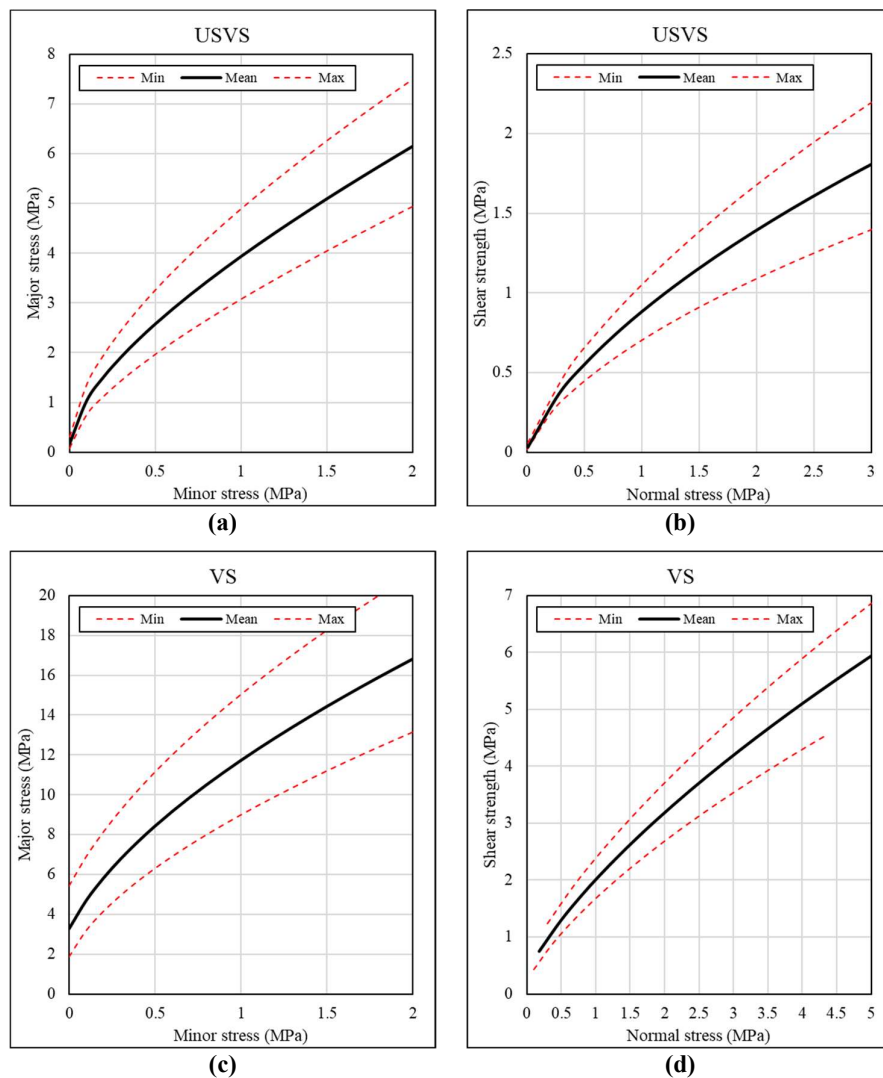 USVS
Min Mean Max
8
7
6
5
4
3
2
1
0
Major stress (MPa)
0 0.5 1 1.5 2
Minor stress (MPa)
(a)
USVS
Min Mean Max
2.5
2
1.5
1
0.5
0
Shear strength (MPa)
0 0.5 1 1.5 2 2.5 3
Normal stress (MPa)
(b)
VS
Min Mean Max
20
18
16
14
12
10
8
6
4
2
0
Major stress (MPa)
0 0.5 1 1.5 2
Minor stress (MPa)
(c)
VS
Min Mean Max
7
6
5
4
3
2
1
0
Shear strength (MPa)
0 0.5 1 1.5 2 2.5 3 3.5 4 4.5 5
Normal stress (MPa)
(d)